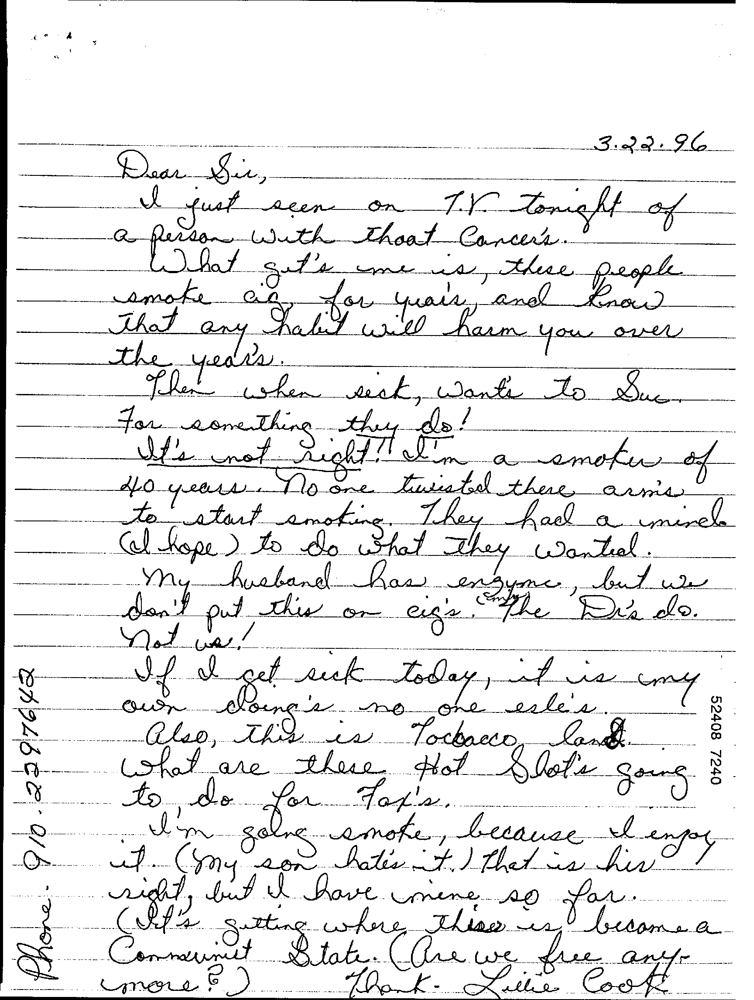 3.22.96
Dear Sir,
I just seen on T.V. tonight of
a person with thoat Cancer's.
What get's me is, these people
smoke cig, for year's, and know
that any habit will harm you over
the year's.
Then when sick, want's to Sue.
For something they do!
It's not right!! I'm a smoker of
40 years. No one twisted there arm's
to start smoking. They had a mind
(I hope) to do what they wanted.
My husband has enzyme, but we
don't put this on cig's. (only) The Dr's do.
Not us!
If I get sick today, it is my
own doing's no one esle's.
Also, this is Tocbacco land.
What are these Hot Shot's going
to do for Tax's.
I'm going smoke, because I enjoy
it. (My son hate's it.) That is his
right, but I have mine so far.
(It's getting where this is become a
Communist State. (Are we free any-
more?) Thank - Lillie Cook
Phone - 910-2297642
52408 7240